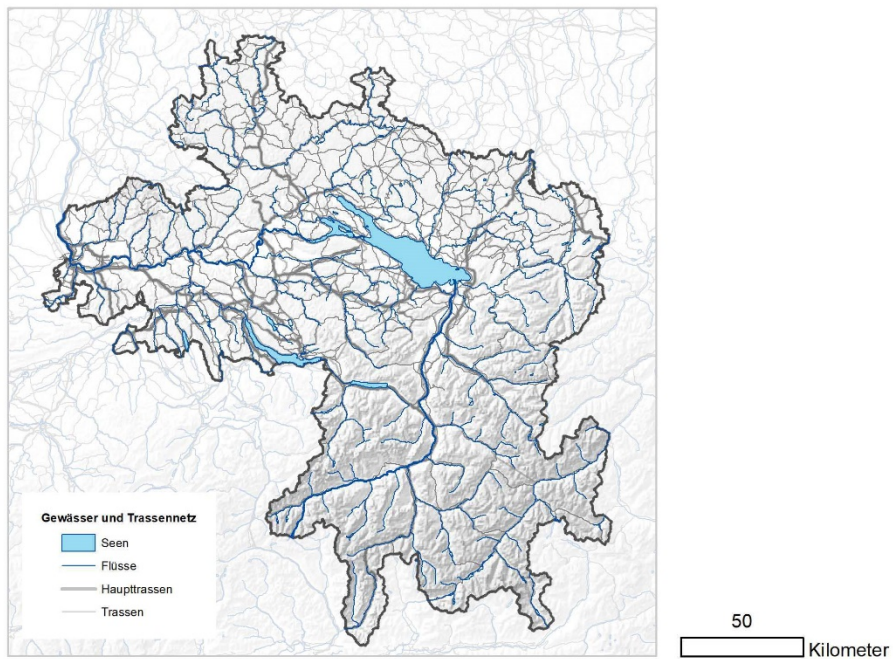 Gewässer und Trassennetz
Seen
Flüsse
Haupttrassen
Trassen
50
Kilometer